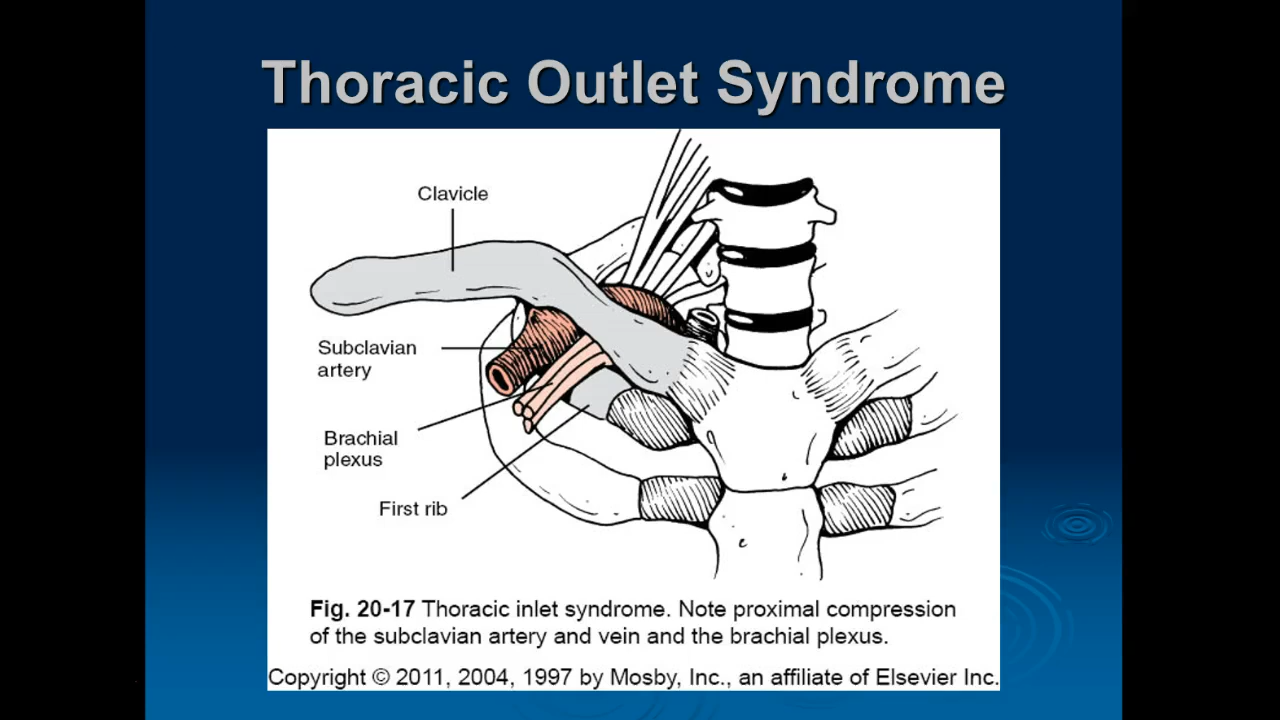 Thoracic Outlet Syndrome
Clavicle
Subclavian
artery
Brachial
plexus
First rib
Fig. 20-17 Thoracic inlet syndrome. Note proximal compression
of the subclavian artery and vein and the brachial plexus.
Copyright © 2011, 2004, 1997 by Mosby, Inc., an affiliate of Elsevier Inc.